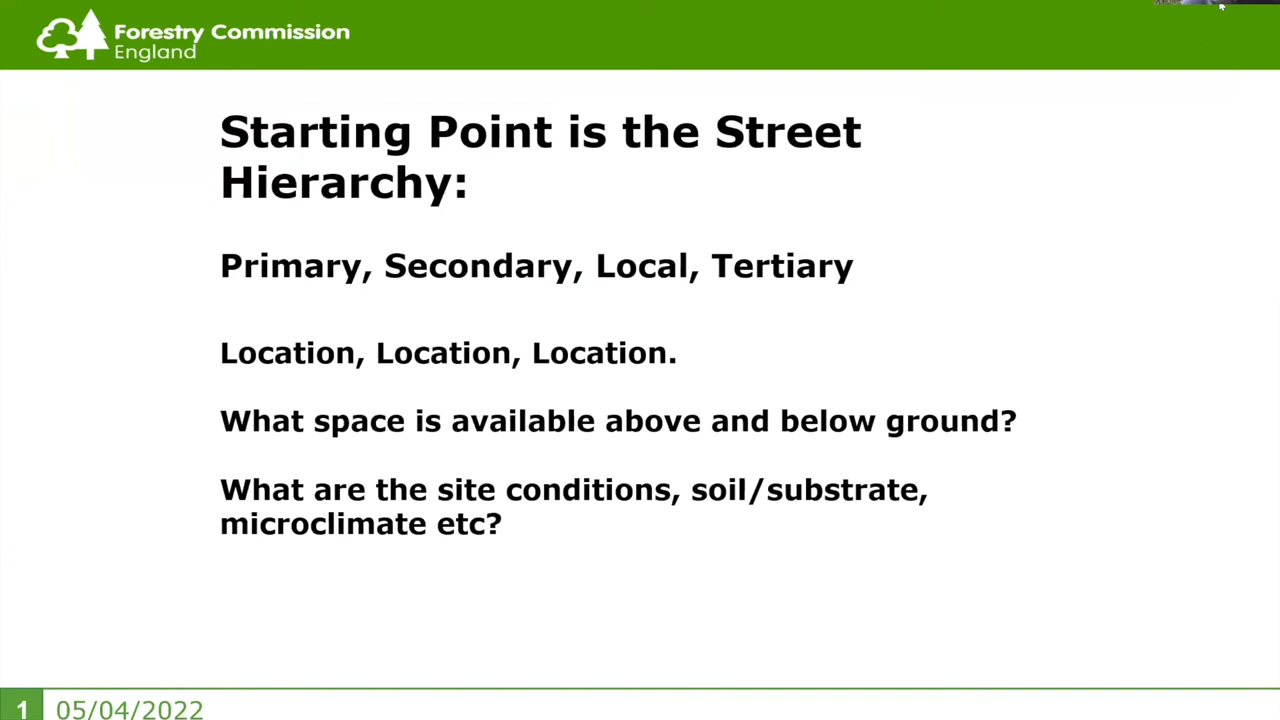 Forestry Commission
England
Starting Point is the Street
Hierarchy:
Primary, Secondary, Local, Tertiary
Location, Location, Location.
What space is available above and below ground?
What are the site conditions, soil/substrate,
microclimate etc?
1 05/04/2022